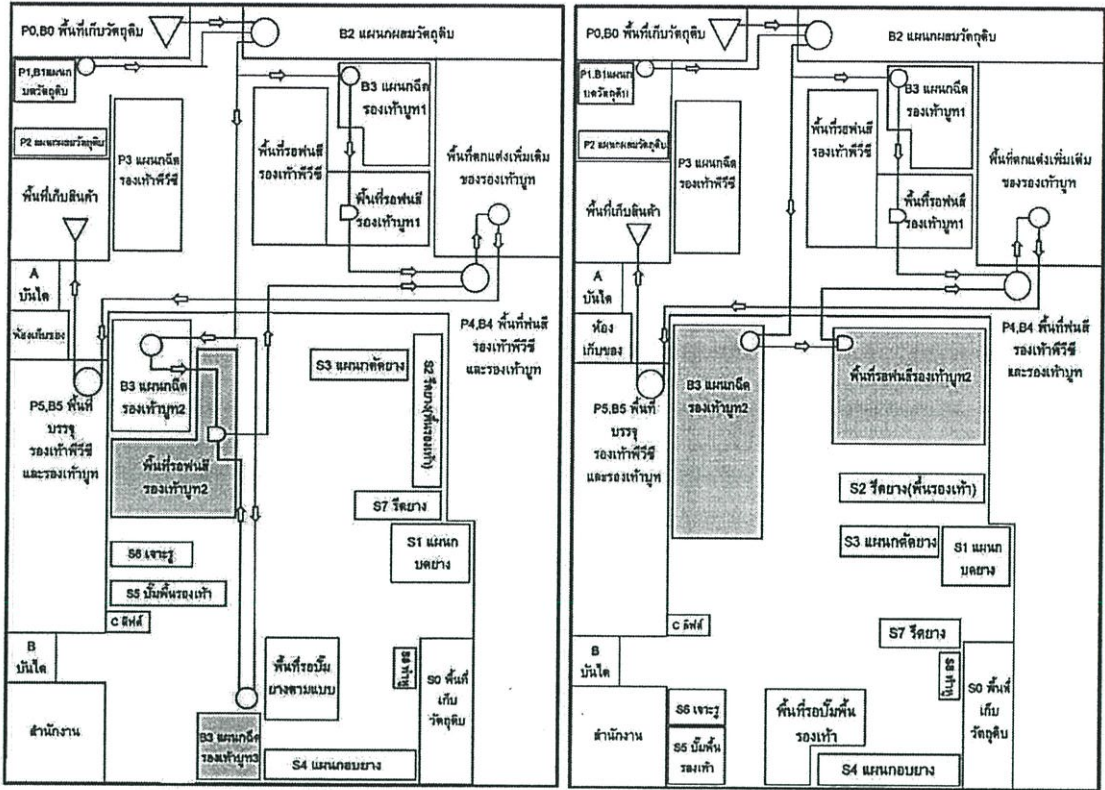 P0,B0 พื้นที่เก็บวัตถุดิบ
B2 แผนกผสมวัตถุดิบ
P1,B1แผนก
บดวัตถุดิบ
P2 แผนกผสมวัตถุดิบ
P3 แผนกฉีด
รองเท้าพีวีซี
พื้นที่รอพ่นสี
รองเท้าพีวีซี
B3 แผนกฉีด
รองเท้าบูท1
พื้นที่รอพ่นสี
รองเท้าบูท1
พื้นที่ตกแต่งเพิ่มเติม
ของรองเท้าบูท
พื้นที่เก็บสินค้า
A
บันได
ห้องเก็บของ
P4,B4 พื้นที่พ่นสี
รองเท้าพีวีซี
และรองเท้าบูท
B3 แผนกฉีด
รองเท้าบูท2
S3 แผนกตัดยาง
S2 รีดยาง(พื้นรองเท้า)
P5,B5 พื้นที่
บรรจุ
รองเท้าพีวีซี
และรองเท้าบูท
พื้นที่รอพ่นสี
รองเท้าบูท2
S7 รีดยาง
S1 แผนก
บดยาง
S6 เจาะรู
S5 ปั๊มพื้นรองเท้า
C ลิฟต์
B
บันได
พื้นที่รอปั๊ม
ยางตามแบบ
S8 ทำหู
S0 พื้นที่
เก็บ
วัตถุดิบ
สำนักงาน
B3 แผนกฉีด
รองเท้าบูท3
S4 แผนกอบยาง
P0,B0 พื้นที่เก็บวัตถุดิบ
B2 แผนกผสมวัตถุดิบ
P1,B1แผนก
บดวัตถุดิบ
P2 แผนกผสมวัตถุดิบ
P3 แผนกฉีด
รองเท้าพีวีซี
พื้นที่รอพ่นสี
รองเท้าพีวีซี
B3 แผนกฉีด
รองเท้าบูท1
พื้นที่รอพ่นสี
รองเท้าบูท1
พื้นที่ตกแต่งเพิ่มเติม
ของรองเท้าบูท
พื้นที่เก็บสินค้า
A
บันได
ห้อง
เก็บของ
P4,B4 พื้นที่พ่นสี
รองเท้าพีวีซี
และรองเท้าบูท
B3 แผนกฉีด
รองเท้าบูท2
พื้นที่รอพ่นสีรองเท้าบูท2
P5,B5 พื้นที่
บรรจุ
รองเท้าพีวีซี
และรองเท้าบูท
S2 รีดยาง(พื้นรองเท้า)
S3 แผนกตัดยาง
S1 แผนก
บดยาง
C ลิฟต์
S7 รีดยาง
B
บันได
S8 ทำหู
S0 พื้นที่
เก็บ
วัตถุดิบ
สำนักงาน
S6 เจาะรู
S5 ปั๊มพื้น
รองเท้า
พื้นที่รอปั๊มพื้น
รองเท้า
S4 แผนกอบยาง